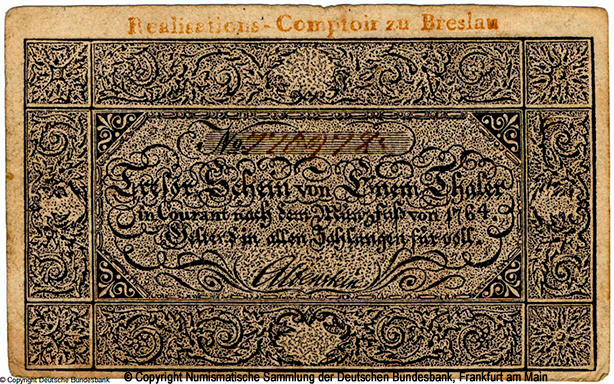 Realisations-Comptoir zu Breslau
No. 
Tresor-Schein von Einem Thaler
in Courant nach dem Münzfuß von 1764.
Geltend in allen Zahlungen für voll.
© Copyright Deutsche Bundesbank
© Copyright Numismatische Sammlung der Deutschen Bundesbank, Frankfurt am Main